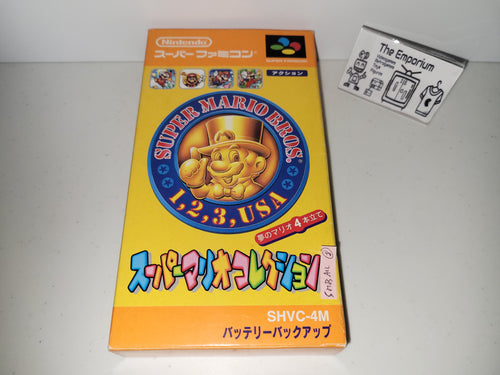 Nintendo
スーパーファミコン
SUPER FAMICOM
アクション
SUPER MARIO BROS.
1, 2, 3, USA
夢のマリオ4本立て
スーパーマリオコレクション
SHVC-4M
バッテリーバックアップ
The Emporium